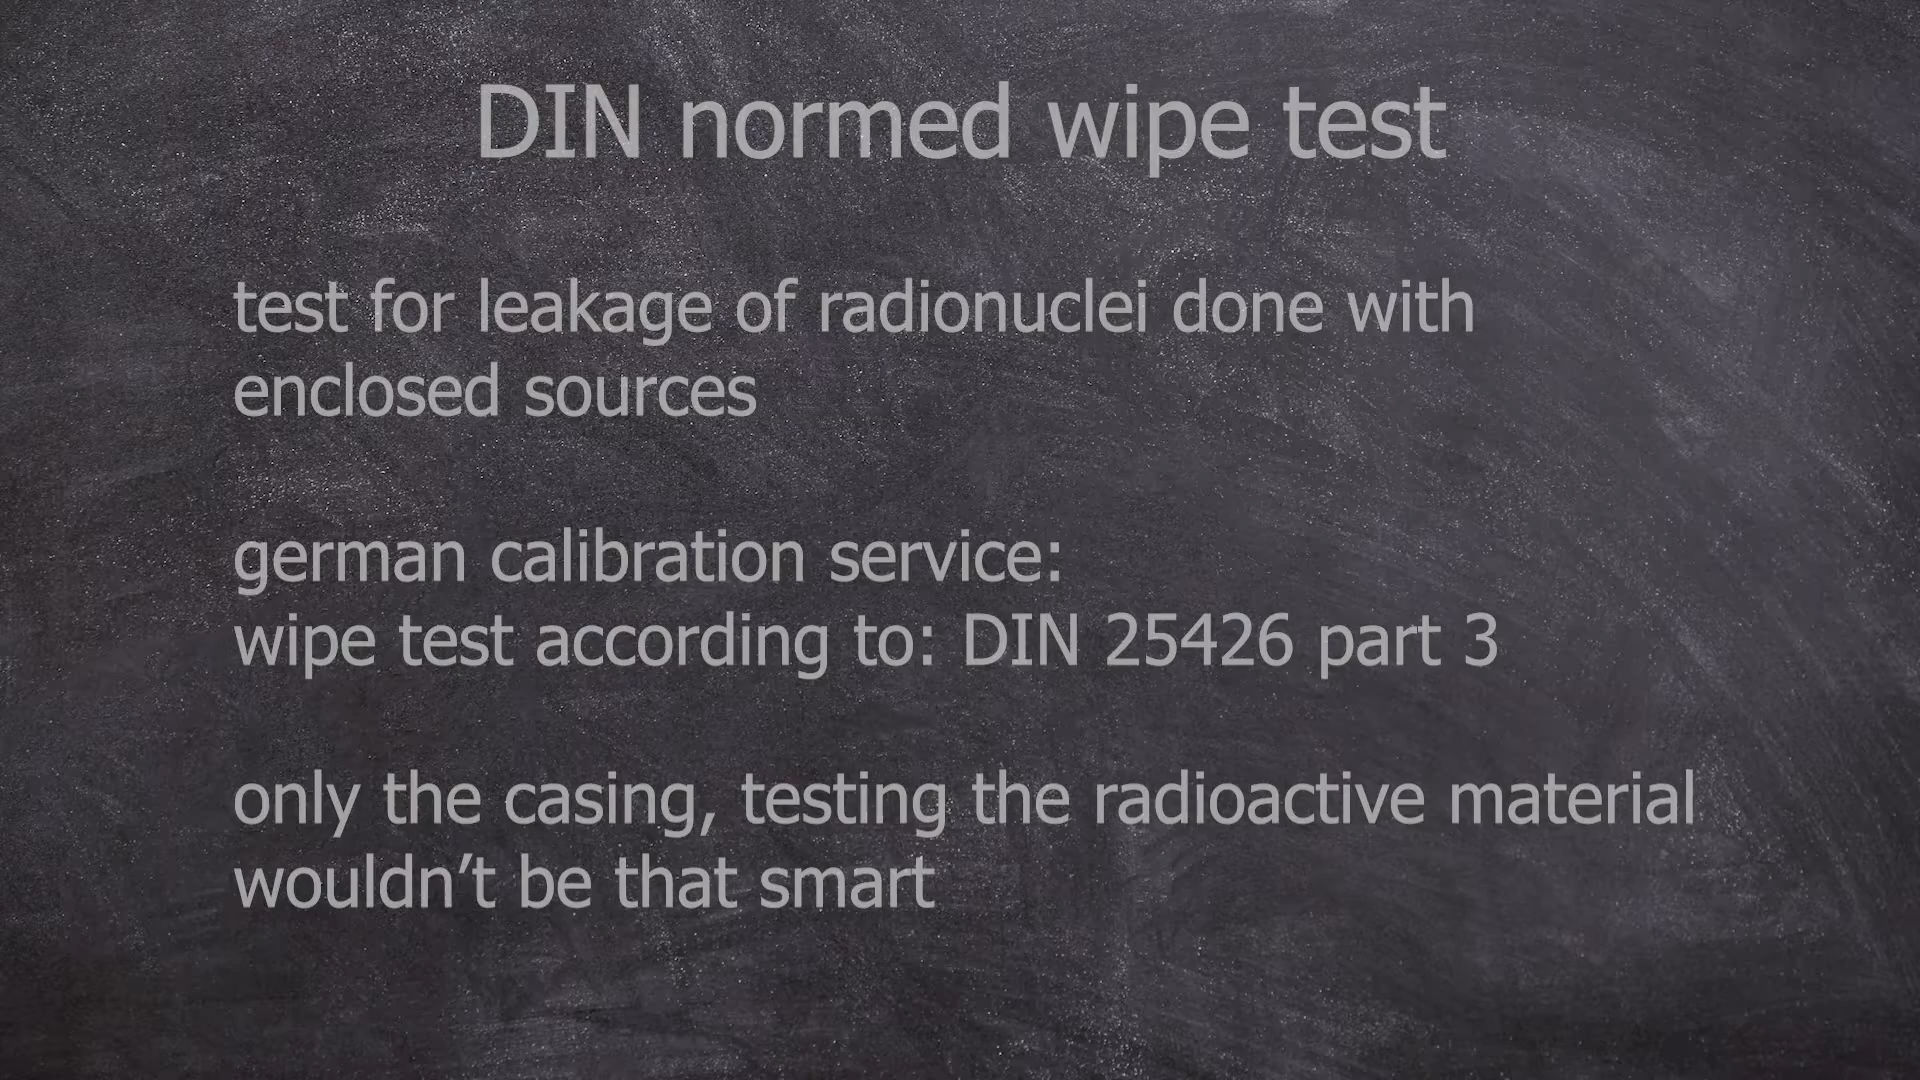 DIN normed wipe test
test for leakage of radionuclei done with
enclosed sources
german calibration service:
wipe test according to: DIN 25426 part 3
only the casing, testing the radioactive material
wouldn’t be that smart